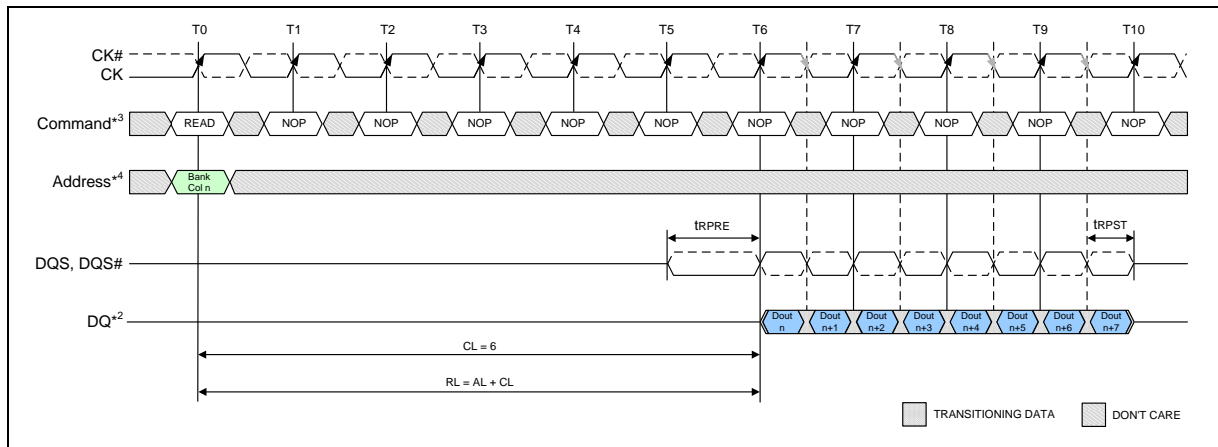 T0 T1 T2 T3 T4 T5 T6 T7 T8 T9 T10
CK#
CK
Command*3 READ NOP NOP NOP NOP NOP NOP NOP NOP NOP NOP
Address*4 Bank
Col n
tRPRE tRPST
DQS, DQS#
DQ*2 Dout Dout Dout Dout Dout Dout Dout Dout
n n+1 n+2 n+3 n+4 n+5 n+6 n+7
CL = 6
RL = AL + CL
TRANSITIONING DATA DON'T CARE